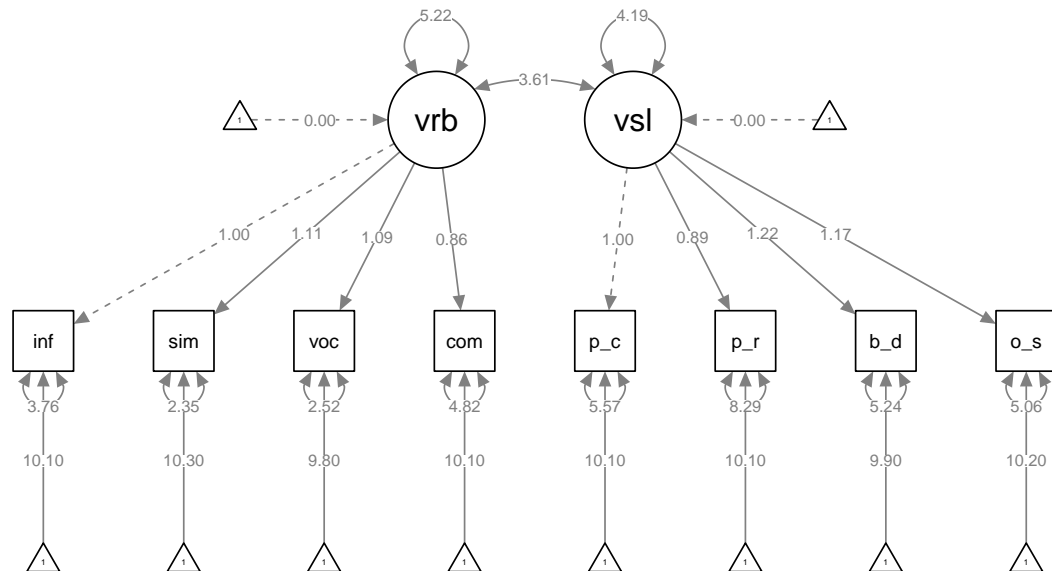 5.22 4.19
3.61
1 0.00 vrb vsl 0.00 1
1.00 1.11 1.09 0.86 1.00 0.89 1.22 1.17
inf sim voc com p_c p_r b_d o_s
3.76 2.35 2.52 4.82 5.57 8.29 5.24 5.06
10.10 10.30 9.80 10.10 10.10 10.10 9.90 10.20
1 1 1 1 1 1 1 1